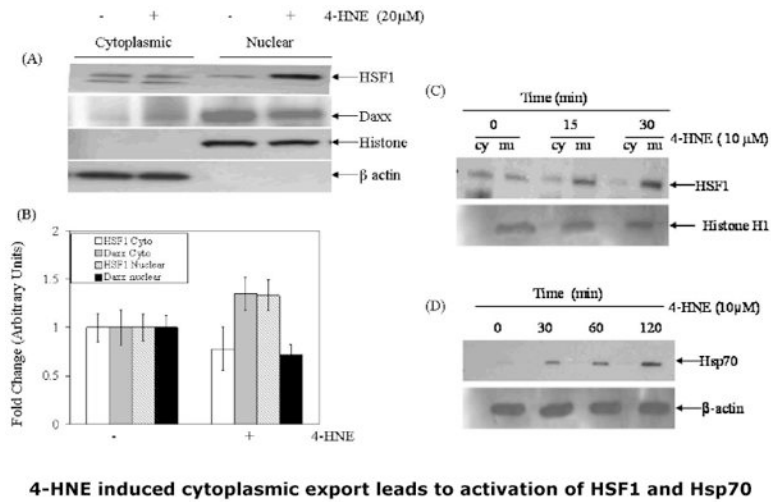 - + 4-HNE (20μM)
Cytoplasmic Nuclear
(A)
HSF1
Daxx
Histone
β actin
(B)
Fold Change (Arbitrary Units)
2
1.5
1
0.5
0
HSF1 Cyto
Daxx Cyto
HSF1 Nuclear
Daxx nuclear
- + 4-HNE
(C)
Time (min)
0 15 30
4-HNE (10 μM)
cy nu cy nu cy nu
HSF1
Histone H1
(D)
Time (min)
4-HNE (10μM)
0 30 60 120
Hsp70
β-actin
4-HNE induced cytoplasmic export leads to activation of HSF1 and Hsp70